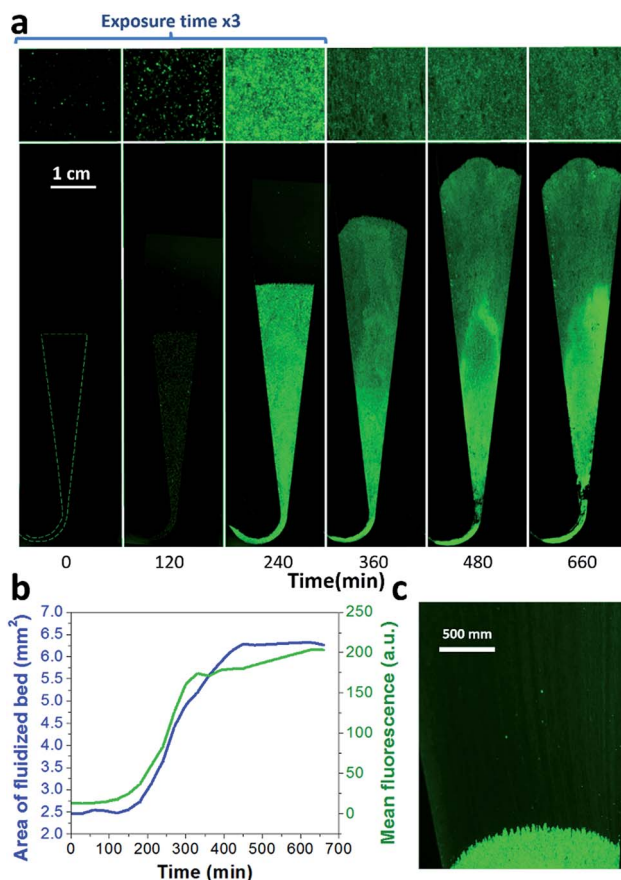 a
Exposure time x3
1 cm
0 120 240 360 480 660
Time(min)
b
c
Area of fluidized bed (mm²)
7.0
6.5
6.0
5.5
5.0
4.5
4.0
3.5
3.0
2.5
2.0
250
200
150
100
50
0
Mean fluorescence (a.u.)
0 100 200 300 400 500 600 700
Time (min)
500 mm